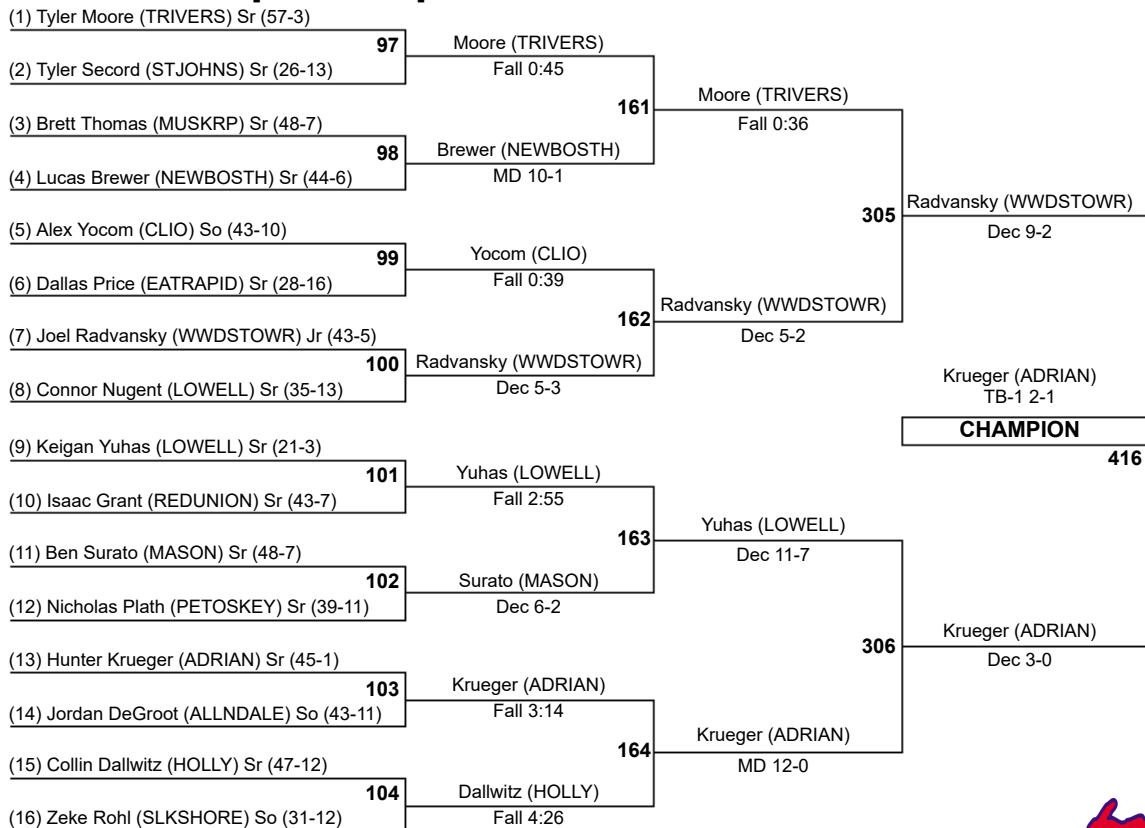 (1) Tyler Moore (TRIVERS) Sr (57-3)
97
(2) Tyler Secord (STJOHNS) Sr (26-13)
Moore (TRIVERS)
Fall 0:45
161
(3) Brett Thomas (MUSKRP) Sr (48-7)
98
(4) Lucas Brewer (NEWBOSTH) Sr (44-6)
Brewer (NEWBOSTH)
MD 10-1
Moore (TRIVERS)
Fall 0:36
305
(5) Alex Yocom (CLIO) So (43-10)
99
(6) Dallas Price (EATRAPID) Sr (28-16)
Yocom (CLIO)
Fall 0:39
162
(7) Joel Radvansky (WWDSTOWR) Jr (43-5)
100
(8) Connor Nugent (LOWELL) Sr (35-13)
Radvansky (WWDSTOWR)
Dec 5-3
Radvansky (WWDSTOWR)
Dec 5-2
Radvansky (WWDSTOWR)
Dec 9-2
Krueger (ADRIAN)
TB-1 2-1
CHAMPION
416
(9) Keigan Yuhas (LOWELL) Sr (21-3)
101
(10) Isaac Grant (REDUNION) Sr (43-7)
Yuhas (LOWELL)
Fall 2:55
163
(11) Ben Surato (MASON) Sr (48-7)
102
(12) Nicholas Plath (PETOSKEY) Sr (39-11)
Surato (MASON)
Dec 6-2
Yuhas (LOWELL)
Dec 11-7
306
(13) Hunter Krueger (ADRIAN) Sr (45-1)
103
(14) Jordan DeGroot (ALLNDALE) So (43-11)
Krueger (ADRIAN)
Fall 3:14
164
(15) Collin Dallwitz (HOLLY) Sr (47-12)
104
(16) Zeke Rohl (SLKSHORE) So (31-12)
Dallwitz (HOLLY)
Fall 4:26
Krueger (ADRIAN)
MD 12-0
Krueger (ADRIAN)
Dec 3-0